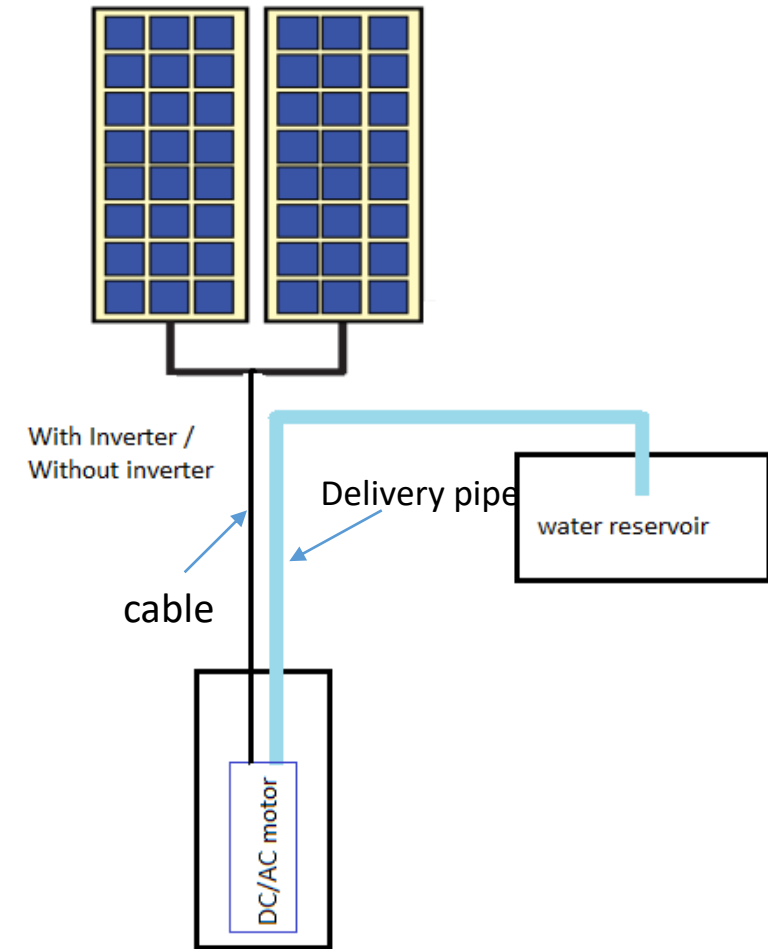 With Inverter /
Without inverter
Delivery pipe
water reservoir
cable
DC/AC motor